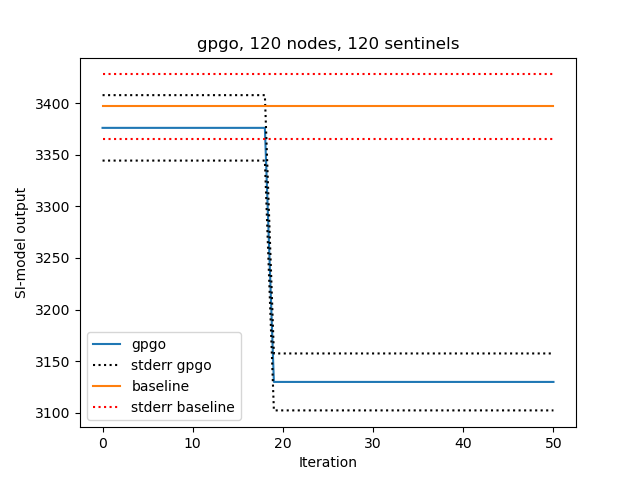 gpgo, 120 nodes, 120 sentinels
SI-model output
3400
3350
3300
3250
3200
3150
3100
gpgo
stderr gpgo
baseline
stderr baseline
0 10 20 30 40 50
Iteration